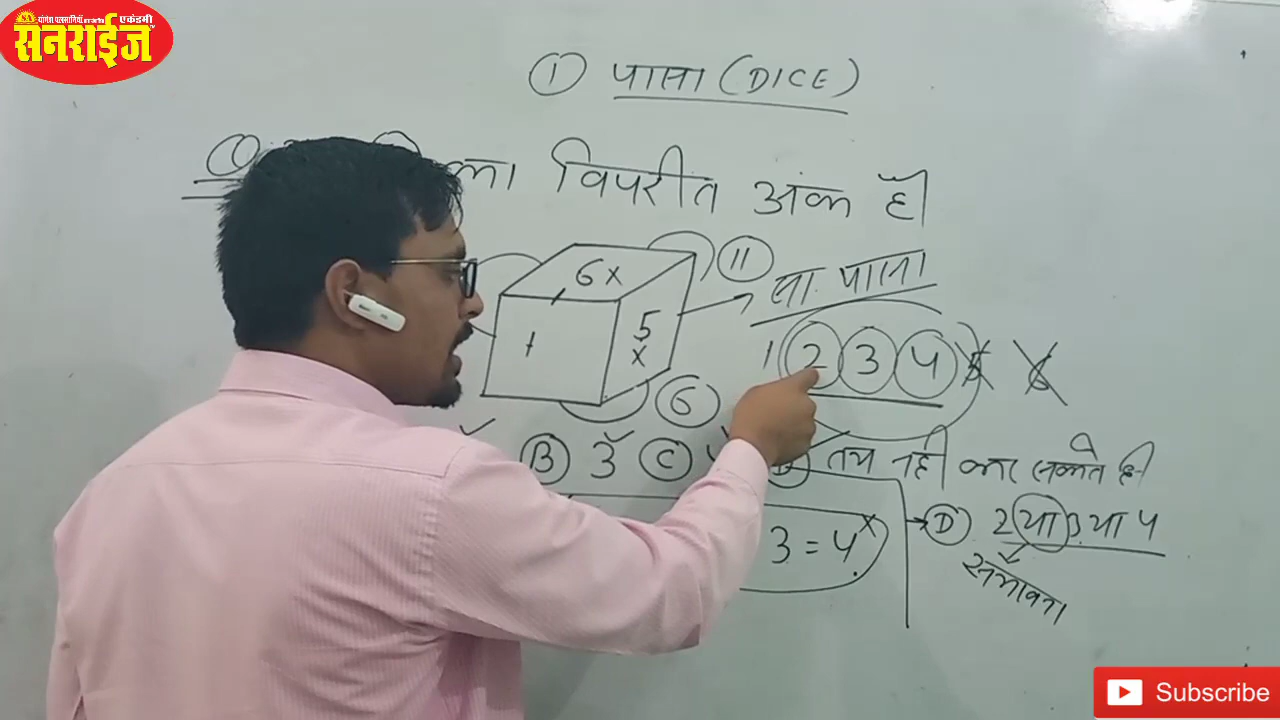 सनराईज
एकॅडमी
① पासा (DICE)
Q का विपरीत अंक है
6 x
11
सा. पासा
1
5
x
1 2 3 4 5 6
6
B 3 C तय नहीं कर सकते है
3 = 4 x
D 2 या 3 या 4
संभावना
Subscribe